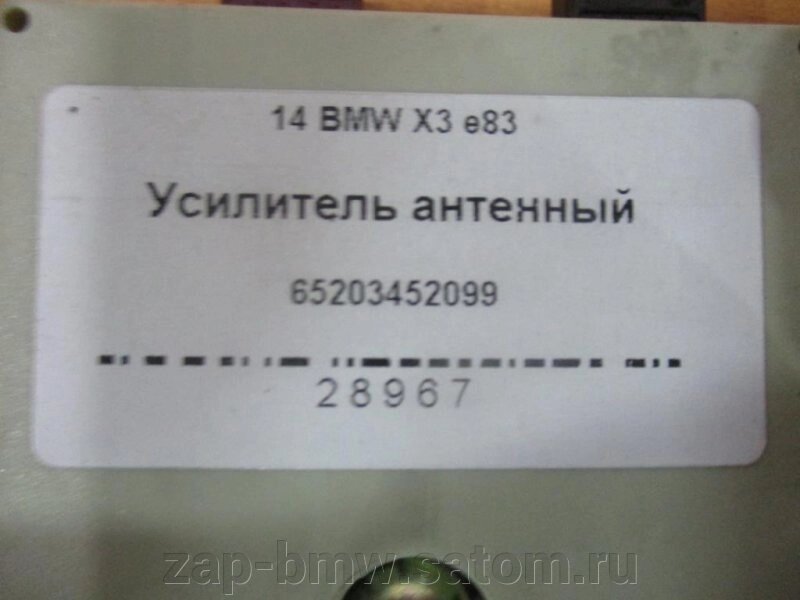 14 BMW X3 e83
Усилитель антенный
65203452099
28967
zap-bmw.satom.ru